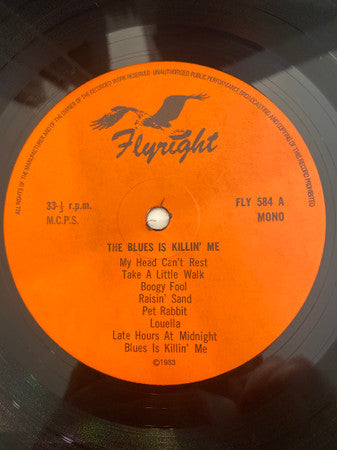 ALL RIGHTS OF THE MANUFACTURER AND OF THE OWNER OF THE RECORDED WORK RESERVED UNAUTHORISED PUBLIC PERFORMANCE BROADCASTING AND COPYING OF THIS RECORD PROHIBITED
Flyright
33-⅓ r.p.m.
M.C.P.S.
FLY 584 A
MONO
THE BLUES IS KILLIN' ME
My Head Can't Rest
Take A Little Walk
Boogy Fool
Raisin' Sand
Pet Rabbit
Louella
Late Hours At Midnight
Blues Is Killin' Me
©1983